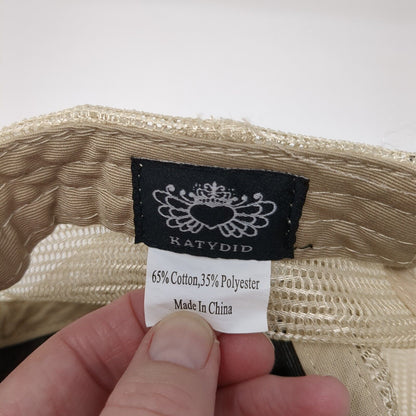 KATYDID
65% Cotton,35% Polyester
Made In China